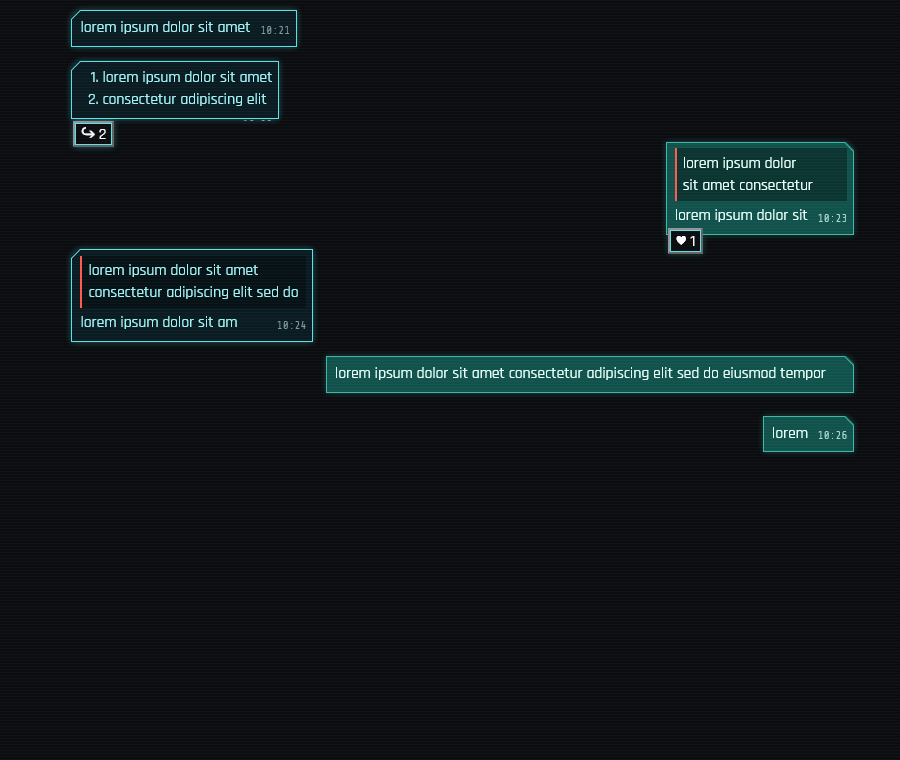 lorem ipsum dolor sit amet 10:21
1. lorem ipsum dolor sit amet
2. consectetur adipiscing elit
2
lorem ipsum dolor
sit amet consectetur
lorem ipsum dolor sit 10:23
1
lorem ipsum dolor sit amet
consectetur adipiscing elit sed do
lorem ipsum dolor sit am 10:24
lorem ipsum dolor sit amet consectetur adipiscing elit sed do eiusmod tempor
lorem 10:26